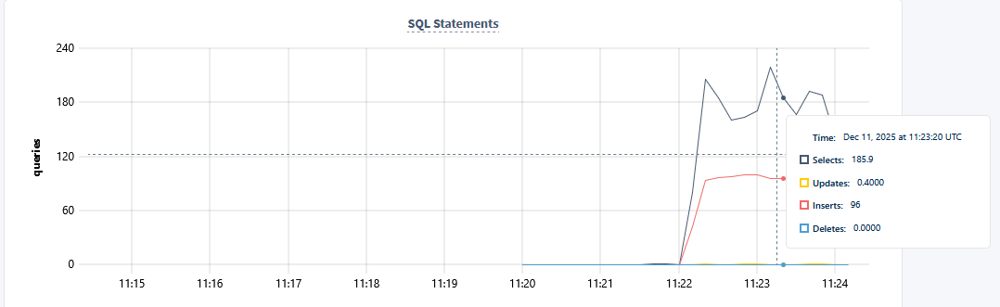 SQL Statements
240
180
120
60
0
queries
11:15 11:16 11:17 11:18 11:19 11:20 11:21 11:22 11:23 11:24
Time: Dec 11, 2025 at 11:23:20 UTC
Selects: 185.9
Updates: 0.4000
Inserts: 96
Deletes: 0.0000